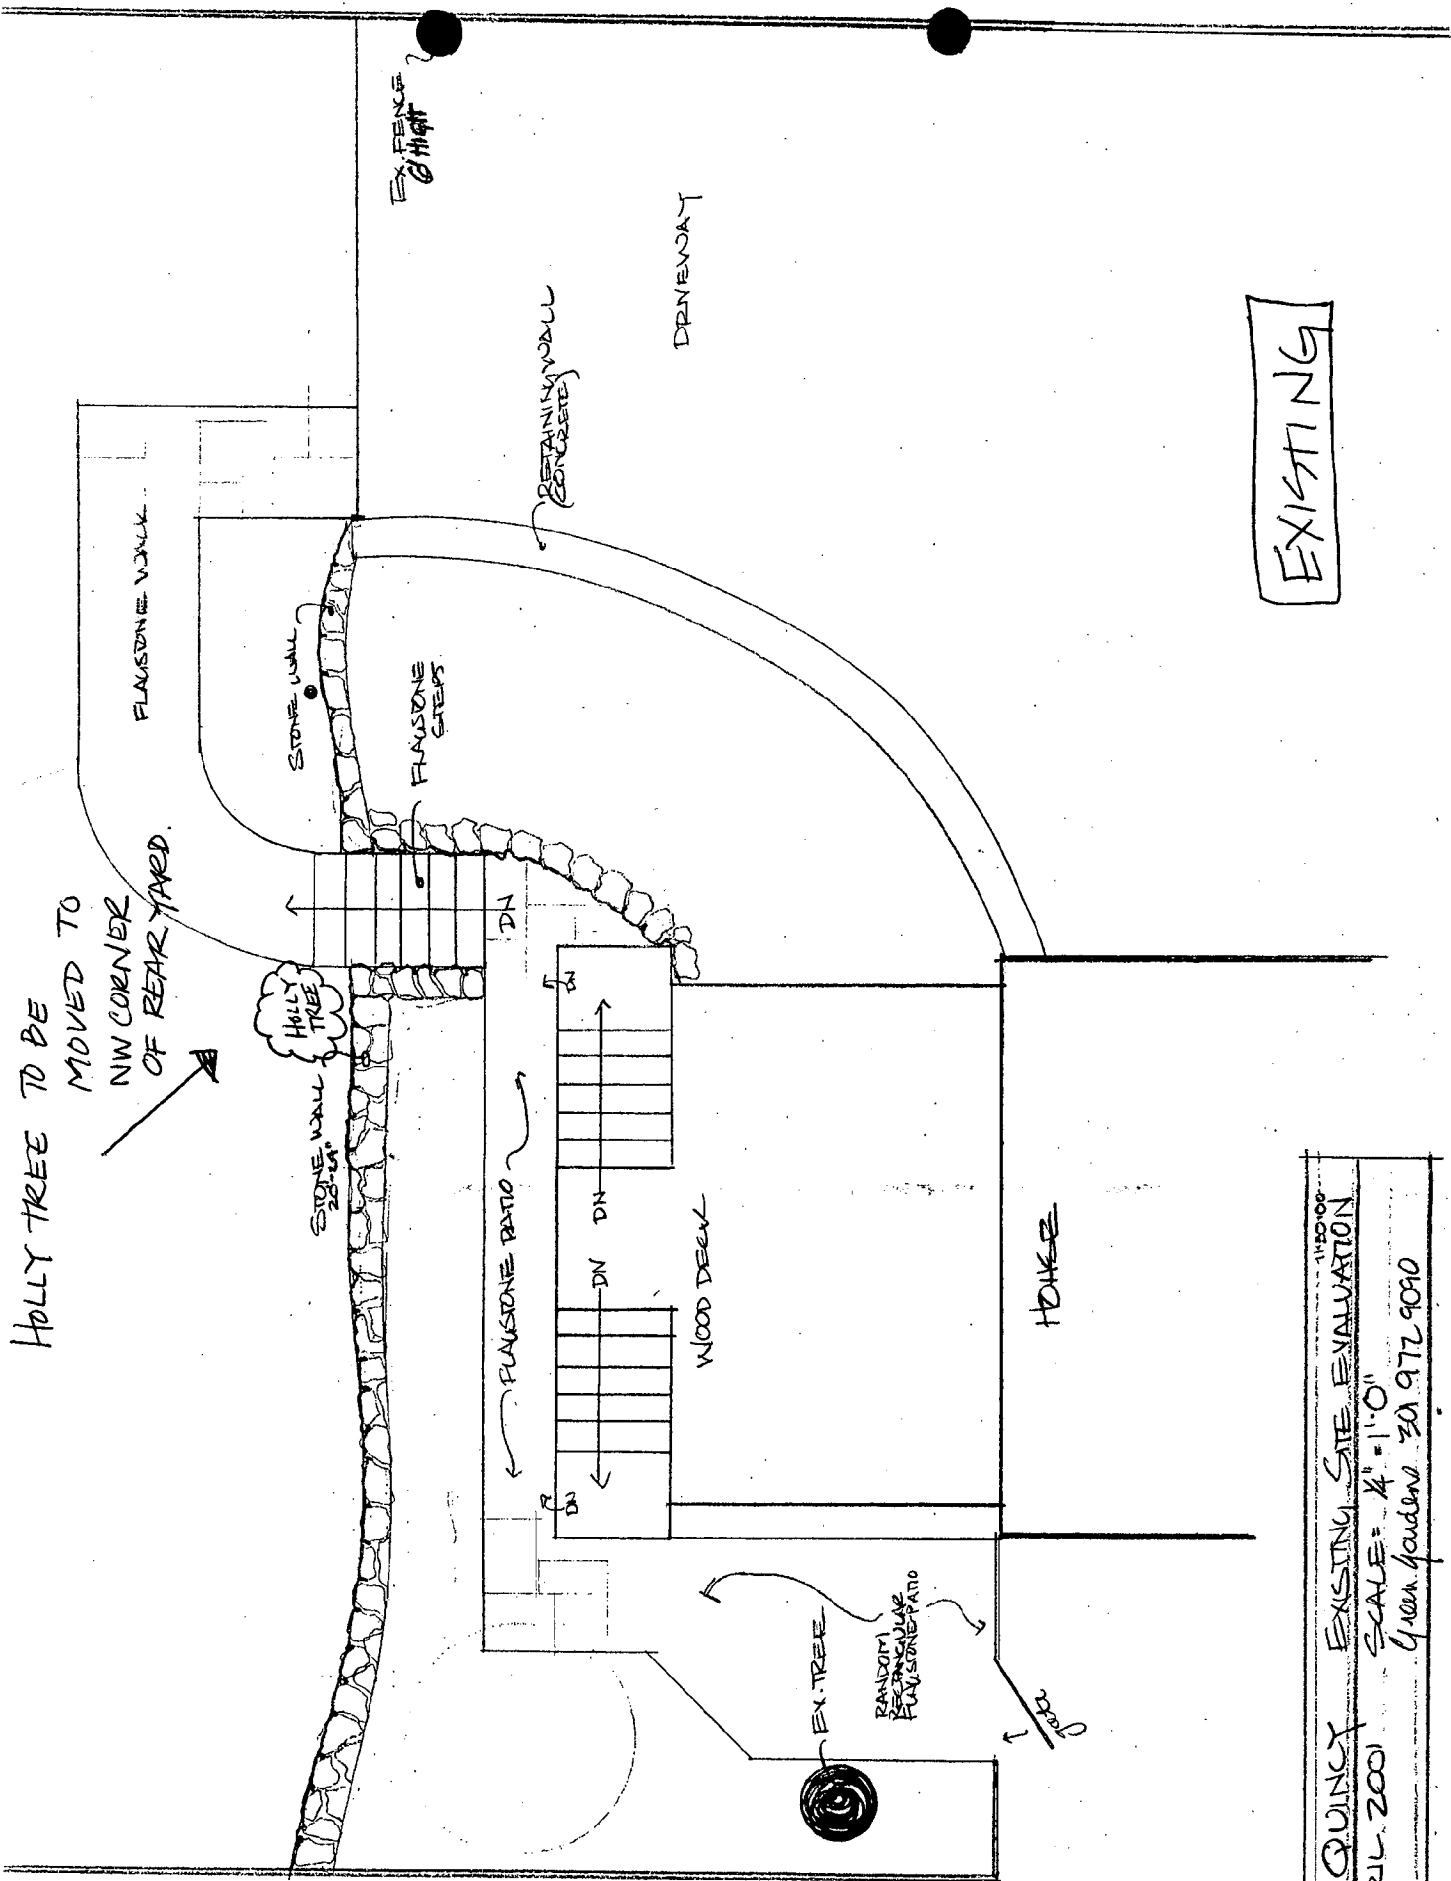 HOLLY TREE TO BE
MOVED TO
NW CORNER
OF REAR YARD.
FLAGSTONE WALK
EX. FENCE
6' HIGH
STONE WALL
FLAGSTONE
STEPS
RETAINING WALL
(CONCRETE)
DRIVEWAY
HOLLY
TREE
DN
STONE WALL
20"-24"
FLAGSTONE PATIO
DN
DN
DN
DN
WOOD DECK
HOUSE
EX. TREE
RANDOM
RECTANGULAR
FLAGSTONE PATIO
gate
EXISTING
QUINCY EXISTING SITE EVALUATION
2001 SCALE: 1/4" = 1'-0"
Green Gardens 301 972 9090